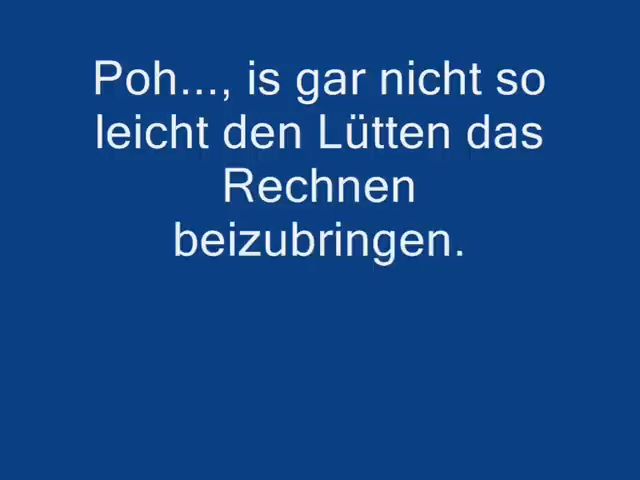 Poh..., is gar nicht so
leicht den Lütten das
Rechnen
beizubringen.